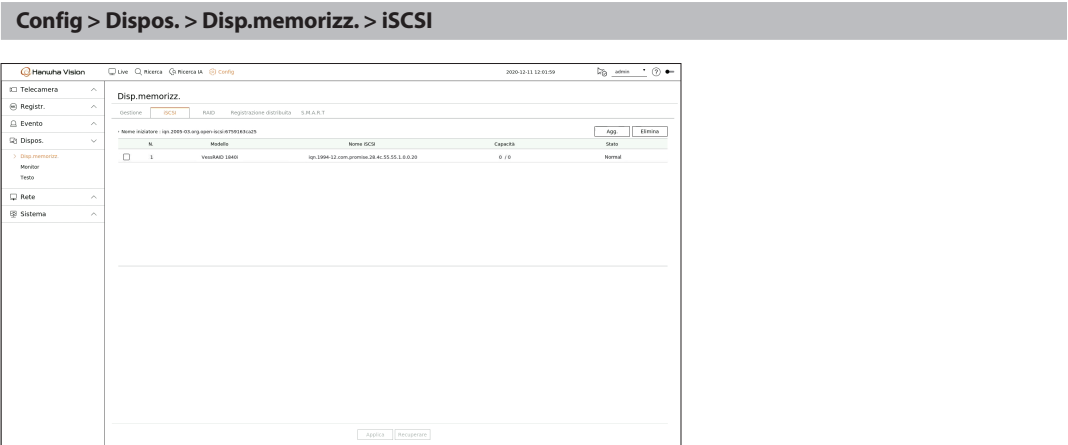 Config > Dispos. > Disp.memorizz. > iSCSI
Hanwha Vision Live Ricerca Ricerca IA Config 2020-12-11 12:01:59 admin
Telecamera
Registr.
Evento
Dispos.
> Disp.memorizz.
Monitor
Testo
Rete
Sistema
Disp.memorizz.
Gestione iSCSI RAID Registrazione distribuita S.M.A.R.T
· Nome iniziatore : iqn.2005-03.org.open-iscsi:6759163ca25 Agg. Elimina
N. Modello Nome iSCSI Capacità Stato
1 VessRAID 1840i iqn.1994-12.com.promise.28.4c.55.55.1.0.0.20 0 / 0 Normal
Applica Recuperare